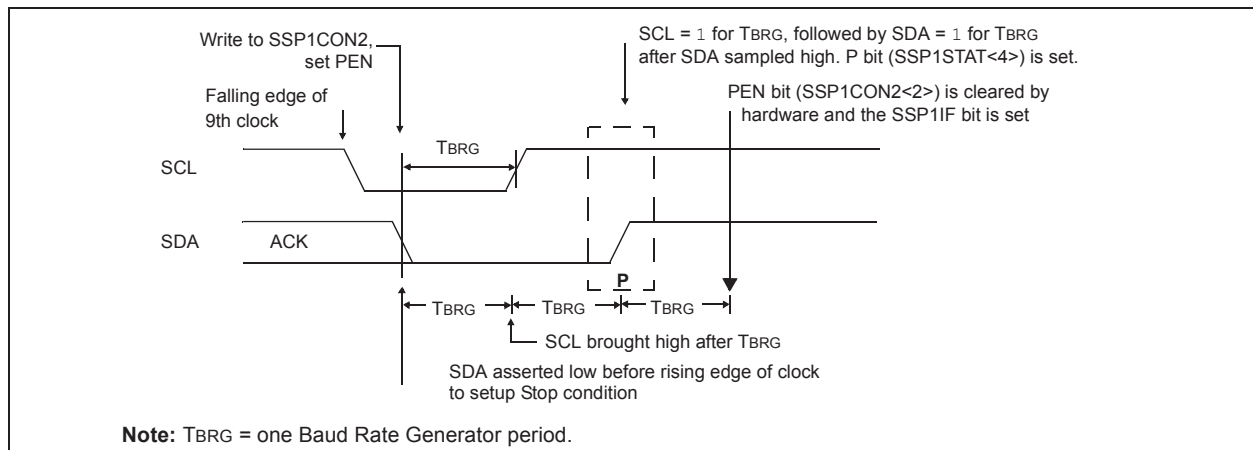 Write to SSP1CON2,
set PEN
SCL = 1 for TBRG, followed by SDA = 1 for TBRG
after SDA sampled high. P bit (SSP1STAT<4>) is set.
Falling edge of
9th clock
PEN bit (SSP1CON2<2>) is cleared by
hardware and the SSP1IF bit is set
TBRG
SCL
SDA
ACK
P
TBRG
TBRG
TBRG
SCL brought high after TBRG
SDA asserted low before rising edge of clock
to setup Stop condition
Note: TBRG = one Baud Rate Generator period.